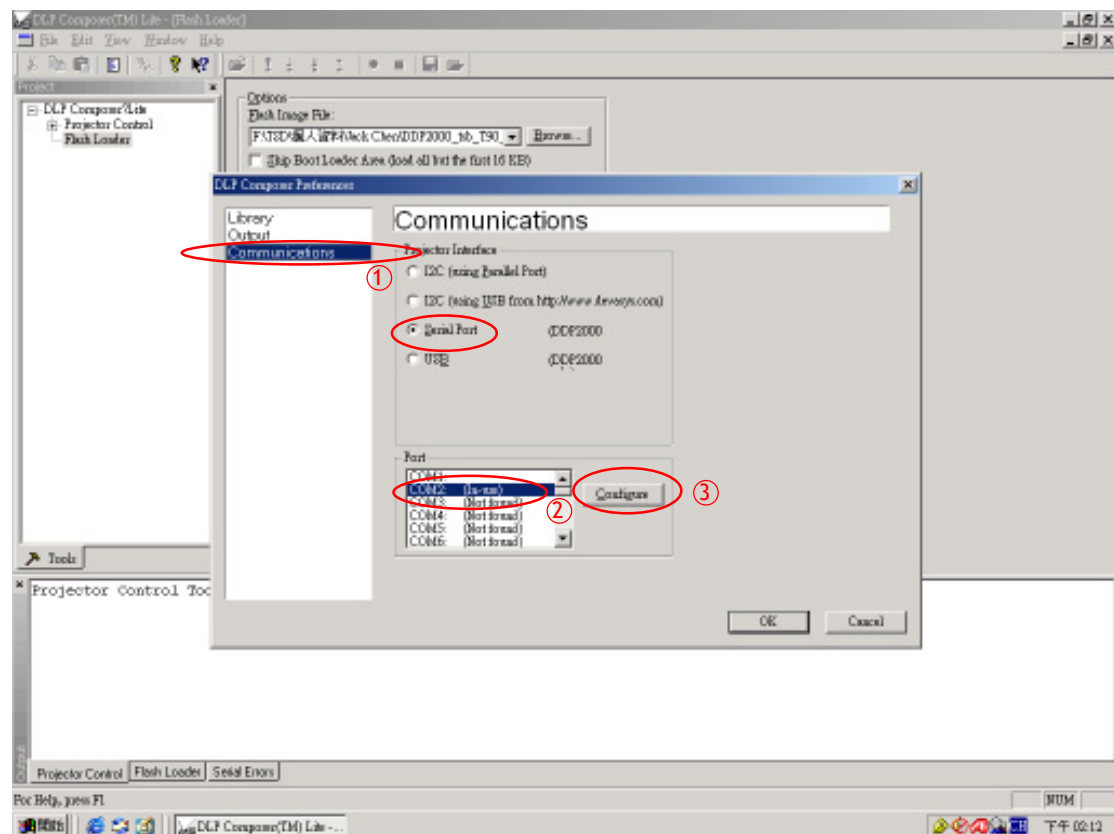 DLP Composer(TM) Lite - [Flash Loader]
File Edit View Window Help
Project
DLP Composer?Lite
Projector Control
Flash Loader
Options
Flash Image File:
Browse...
Skip Boot Loader Area (load all but the first 16 KB)
DLP Composer Preferences
Library
Output
Communications
Communications
Projector Interface
I2C (using Parallel Port)
I2C (using USB from http://www.devasys.com)
Serial Port (DDP2000
USB (DDP2000
①
Port
COM1:
COM2: (In-use)
COM3: (Not found)
COM4: (Not found)
COM5: (Not found)
COM6: (Not found)
Configure
②
③
OK Cancel
Tools
Projector Control Too
Output
Projector Control Flash Loader Serial Errors
For Help, press F1
NUM
開始 DLP Composer(TM) Lite -...
下午 02:13